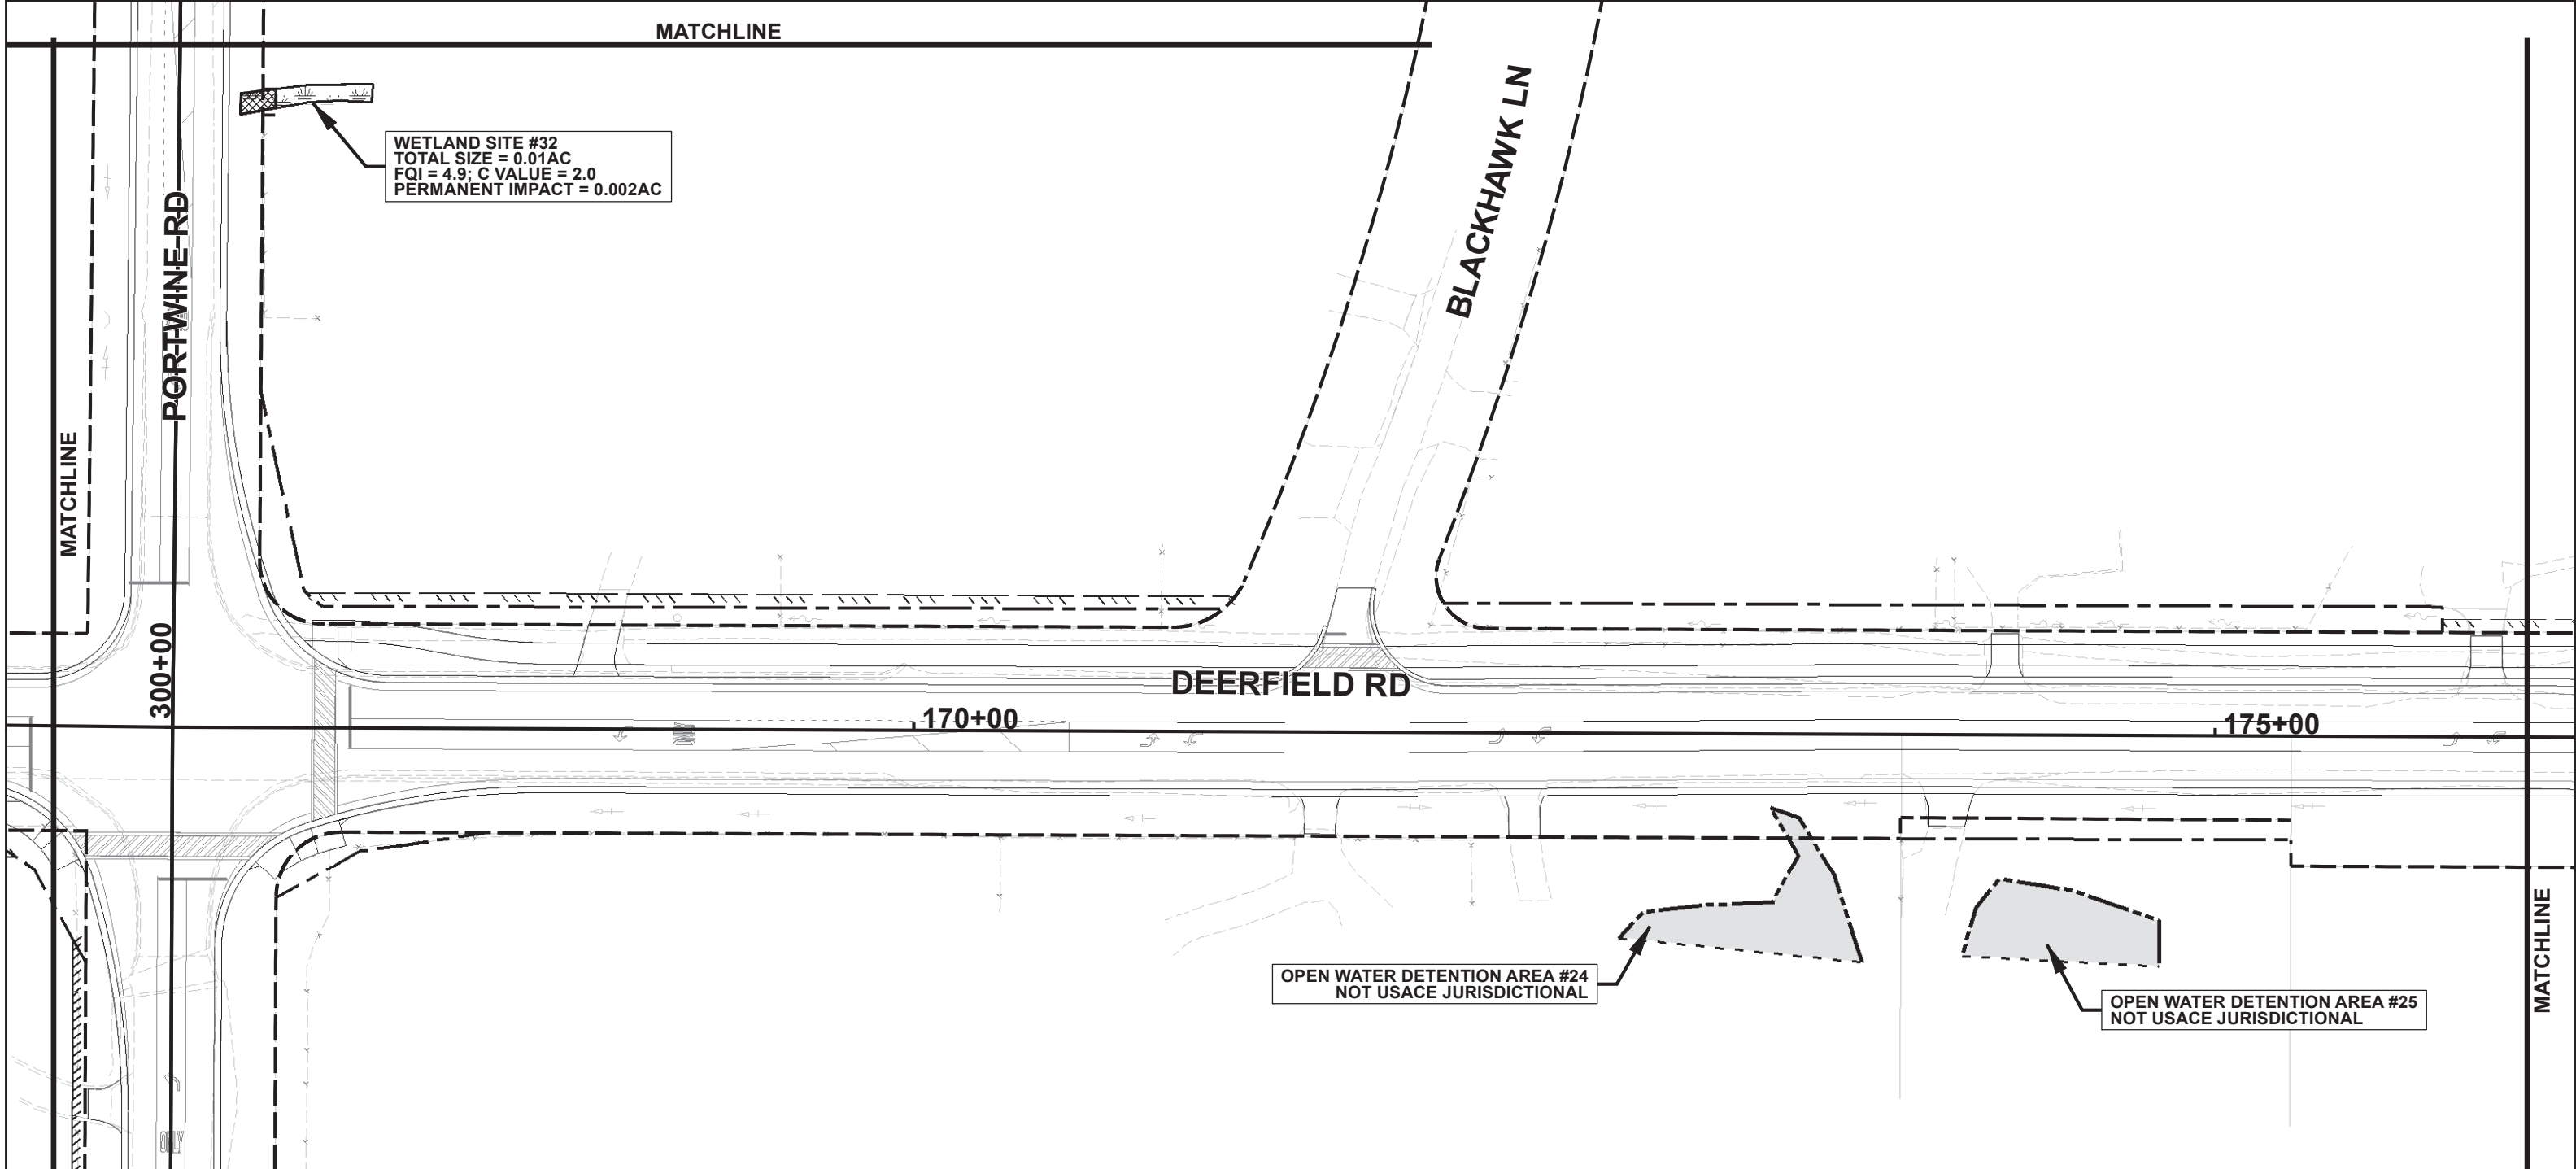 MATCHLINE
WETLAND SITE #32
TOTAL SIZE = 0.01AC
FQI = 4.9; C VALUE = 2.0
PERMANENT IMPACT = 0.002AC
BLACKHAWK LN
PORTWINE RD
MATCHLINE
300+00
DEERFIELD RD
170+00
175+00
ONLY
OPEN WATER DETENTION AREA #24
NOT USACE JURISDICTIONAL
OPEN WATER DETENTION AREA #25
NOT USACE JURISDICTIONAL
MATCHLINE
ONLY